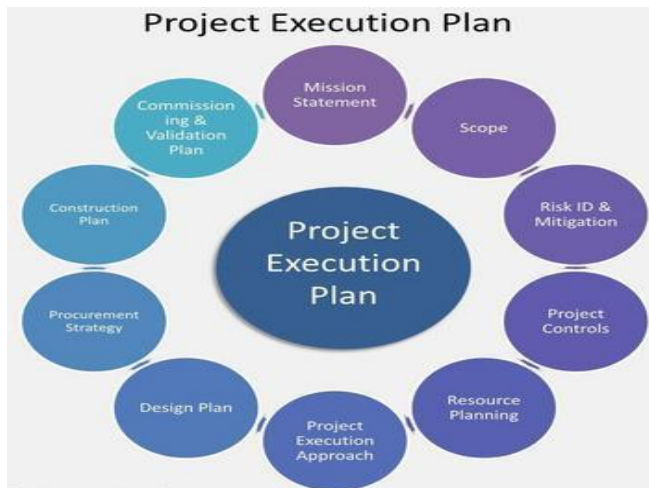 Project Execution Plan
Mission
Statement
Scope
Risk ID &
Mitigation
Project
Controls
Resource
Planning
Project
Execution
Approach
Design Plan
Procurement
Strategy
Construction
Plan
Commission
ing &
Validation
Plan
Project
Execution
Plan